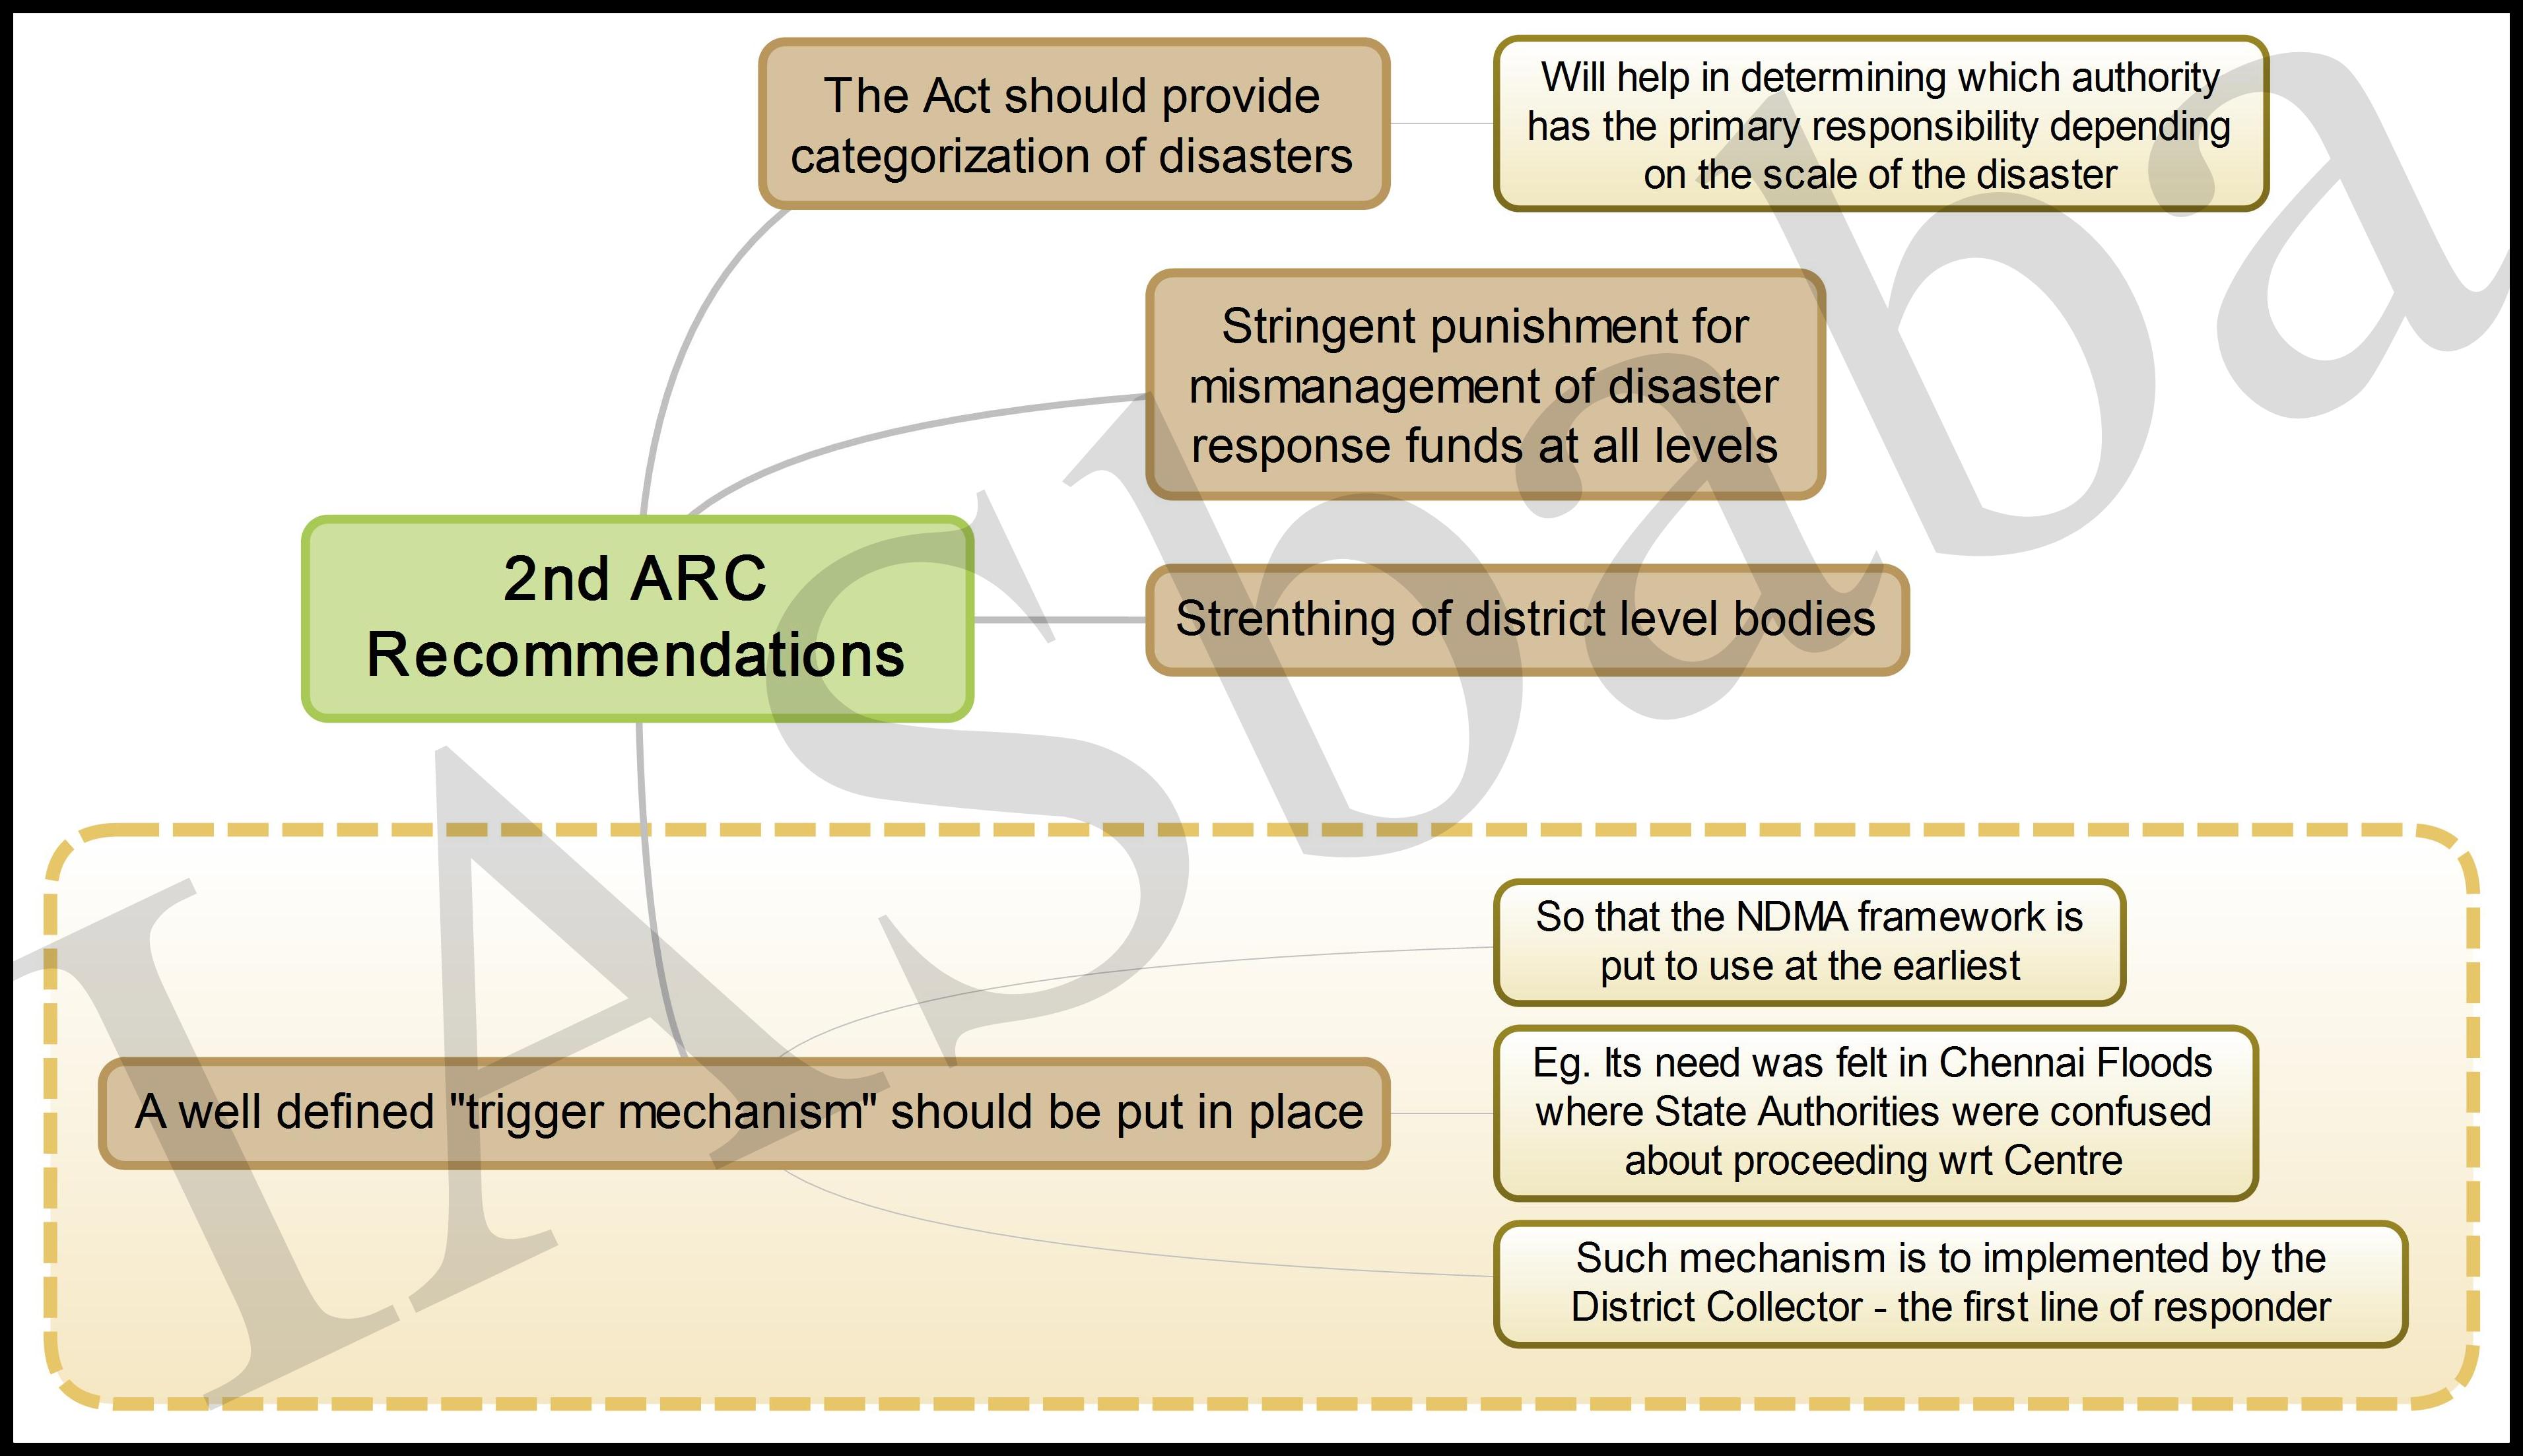 The Act should provide
categorization of disasters
Will help in determining which authority
has the primary responsibility depending
on the scale of the disaster
Stringent punishment for
mismanagement of disaster
response funds at all levels
2nd ARC
Recommendations
Strenthing of district level bodies
A well defined "trigger mechanism" should be put in place
So that the NDMA framework is
put to use at the earliest
Eg. Its need was felt in Chennai Floods
where State Authorities were confused
about proceeding wrt Centre
Such mechanism is to implemented by the
District Collector - the first line of responder
IASbaba